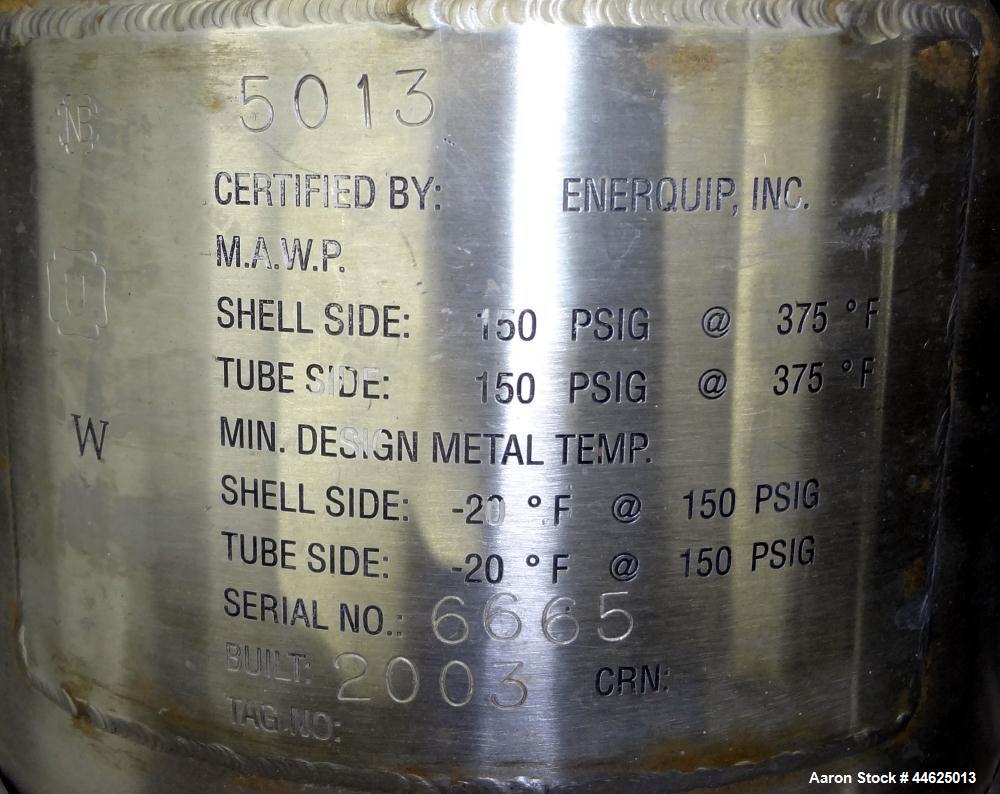 NB
5013
CERTIFIED BY: ENERQUIP, INC.
M.A.W.P.
U
SHELL SIDE: 150 PSIG @ 375 °F
TUBE SIDE: 150 PSIG @ 375 °F
W
MIN. DESIGN METAL TEMP.
SHELL SIDE: -20 °F @ 150 PSIG
TUBE SIDE: -20 °F @ 150 PSIG
SERIAL NO.: 6665
BUILT: 2003 CRN:
TAG NO:
Aaron Stock # 44625013